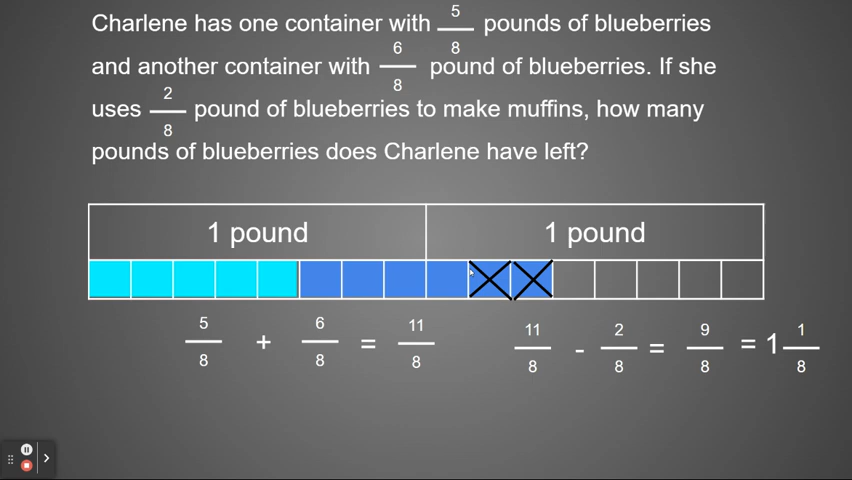 Charlene has one container with 5/8 pounds of blueberries
and another container with 6/8 pound of blueberries. If she
uses 2/8 pound of blueberries to make muffins, how many
pounds of blueberries does Charlene have left?
1 pound 1 pound
5/8 + 6/8 = 11/8 11/8 - 2/8 = 9/8 = 1 1/8